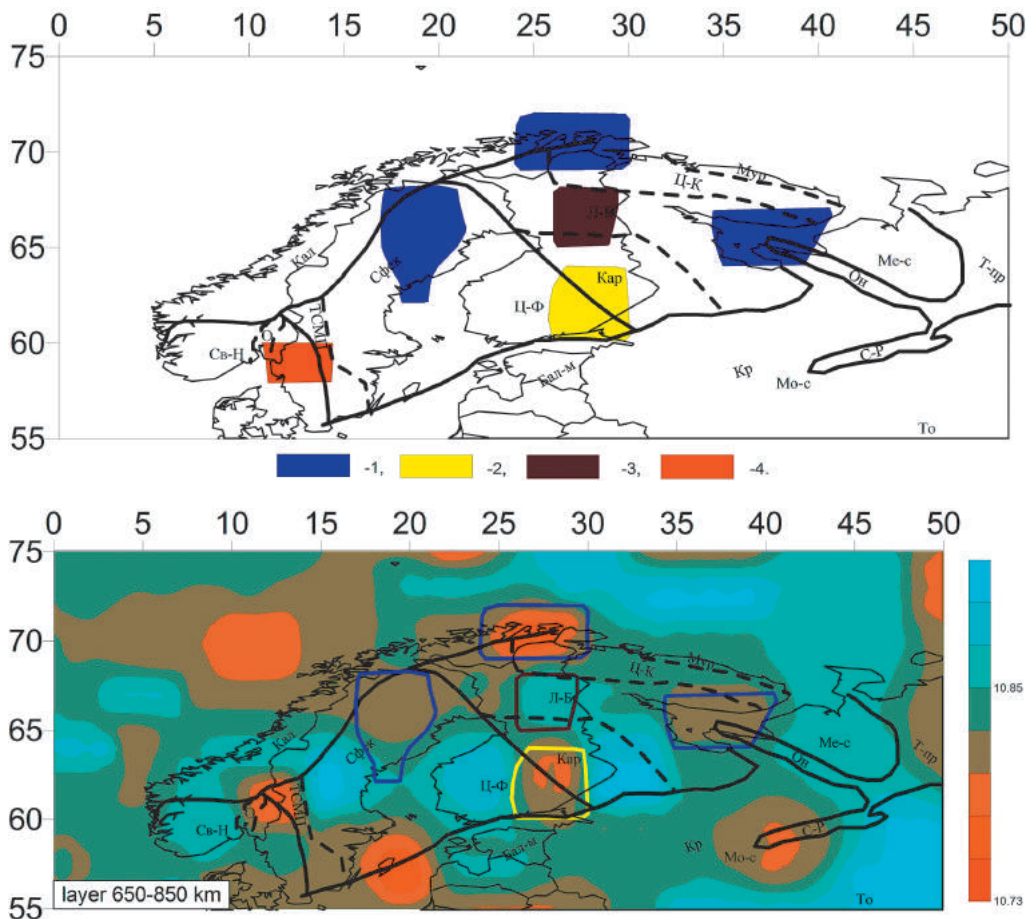 0 5 10 15 20 25 30 35 40 45 50
75
70
65
60
55
Мур
Ц-К
Л-Б
Кал
Сфек
Кар
Ц-Ф
ТСМП
О
Св-Н
Ме-с
Он
Т-пр
С-Р
Кр
Мо-с
Бал-м
То
-1, -2, -3, -4.
0 5 10 15 20 25 30 35 40 45 50
75
70
65
60
55
Мур
Ц-К
Л-Б
Кал
Сфек
Кар
Ц-Ф
ТСМП
О
Св-Н
Ме-с
Он
Т-пр
С-Р
Кр
Мо-с
Бал-м
То
layer 650-850 km
10.85
10.73